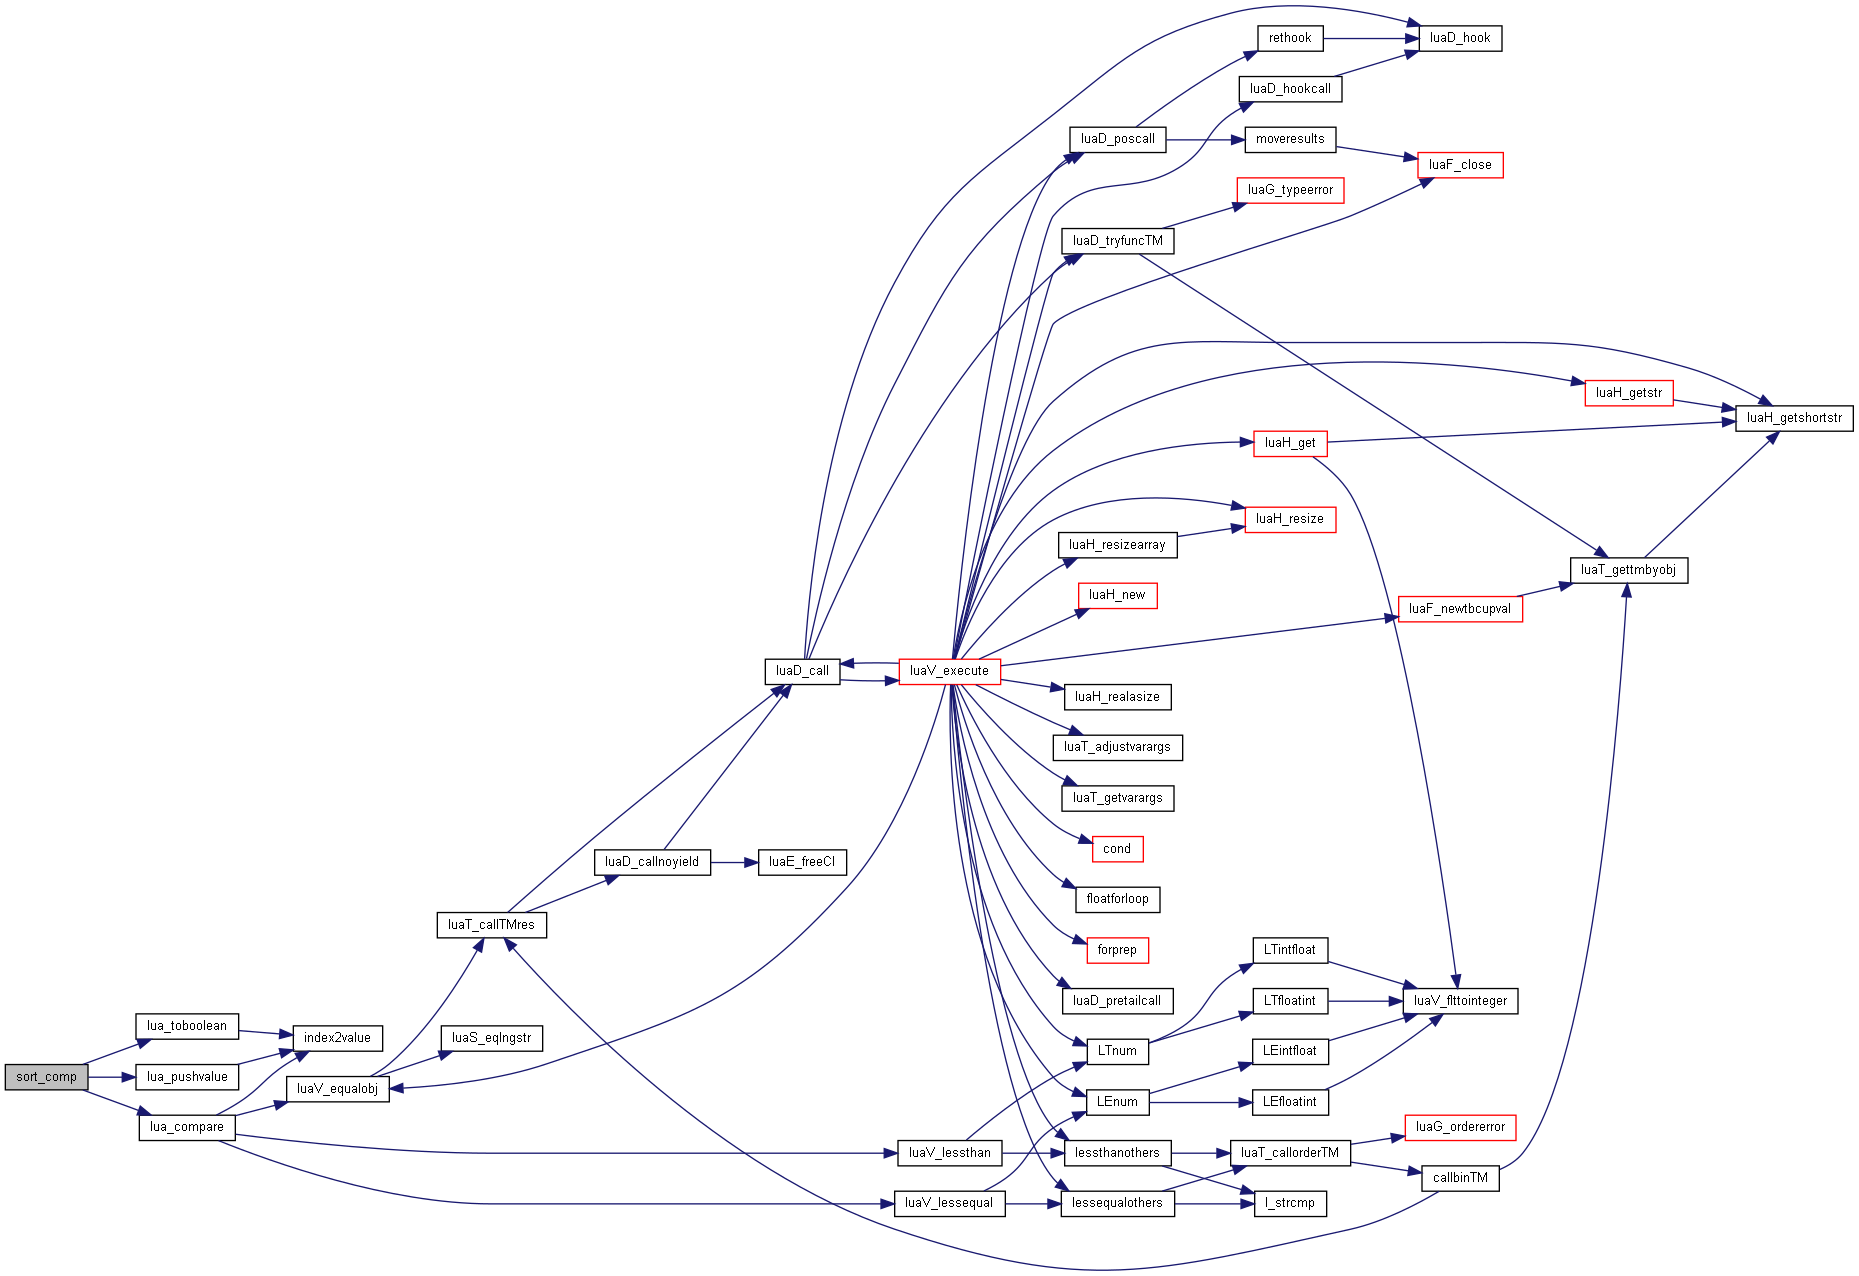 rethook
luaD_hook
luaD_hookcall
luaD_poscall
moveresults
luaF_close
luaG_typeerror
luaD_tryfuncTM
luaH_getstr
luaH_getshortstr
luaH_get
luaH_resize
luaH_resizearray
luaT_gettmbyobj
luaH_new
luaF_newtbcupval
luaD_call
luaV_execute
luaH_realasize
luaT_adjustvarargs
luaT_getvarargs
cond
luaD_callnoyield
luaE_freeCI
floatforloop
luaT_callTMres
forprep
LTintfloat
luaD_pretailcall
LTfloatint
luaV_flttointeger
lua_toboolean
index2value
luaS_eqlngstr
LTnum
LEintfloat
sort_comp
lua_pushvalue
luaV_equalobj
LEnum
LEfloatint
lua_compare
luaG_ordererror
luaV_lessthan
lessthanothers
luaT_callorderTM
callbinTM
luaV_lessequal
lessequalothers
l_strcmp